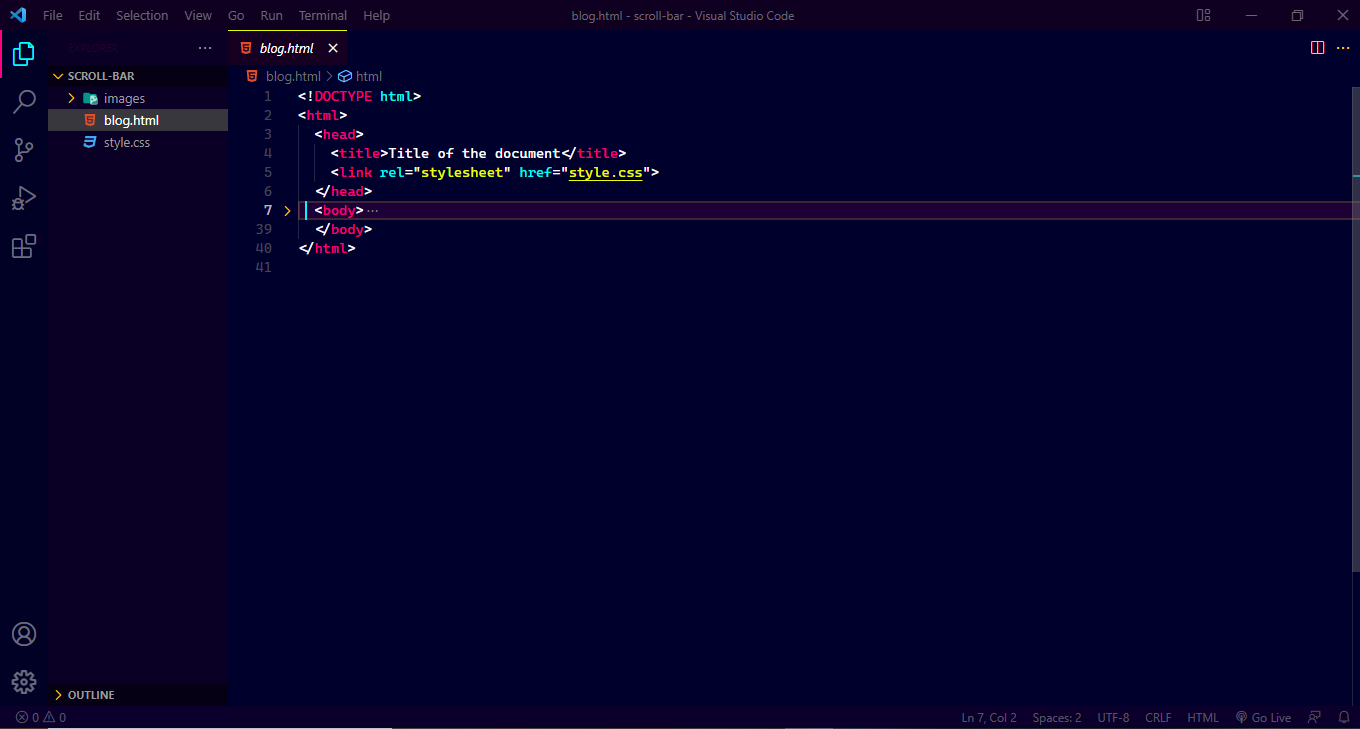 File Edit Selection View Go Run Terminal Help blog.html - scroll-bar - Visual Studio Code
EXPLORER ... blog.html
SCROLL-BAR
images
blog.html
style.css
blog.html > html
1 <!DOCTYPE html>
2 <html>
3 <head>
4 <title>Title of the document</title>
5 <link rel="stylesheet" href="style.css">
6 </head>
7 <body>...
39 </body>
40 </html>
41
OUTLINE
0 0 Ln 7, Col 2 Spaces: 2 UTF-8 CRLF HTML Go Live